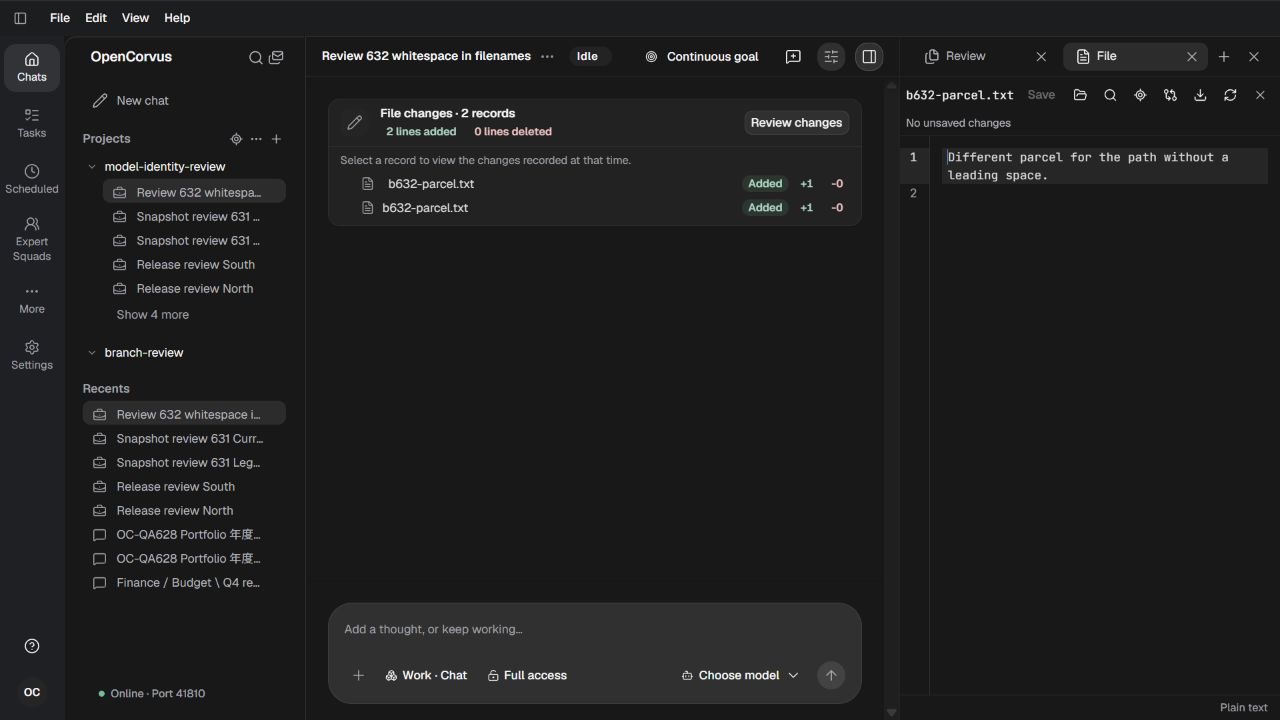 File Edit View Help
Chats
Tasks
Scheduled
Expert
Squads
More
Settings
OC
OpenCorvus
New chat
Projects
model-identity-review
Review 632 whitespa...
Snapshot review 631 ...
Snapshot review 631 ...
Release review South
Release review North
Show 4 more
branch-review
Recents
Review 632 whitespace i...
Snapshot review 631 Curr...
Snapshot review 631 Leg...
Release review South
Release review North
OC-QA628 Portfolio 年度...
OC-QA628 Portfolio 年度...
Finance / Budget \ Q4 re...
Online · Port 41810
Review 632 whitespace in filenames ··· Idle Continuous goal
File changes · 2 records
2 lines added 0 lines deleted
Review changes
Select a record to view the changes recorded at that time.
 b632-parcel.txt Added +1 -0
b632-parcel.txt Added +1 -0
Add a thought, or keep working...
Work · Chat Full access Choose model
Review File
b632-parcel.txt Save
No unsaved changes
1 Different parcel for the path without a
leading space.
2
Plain text